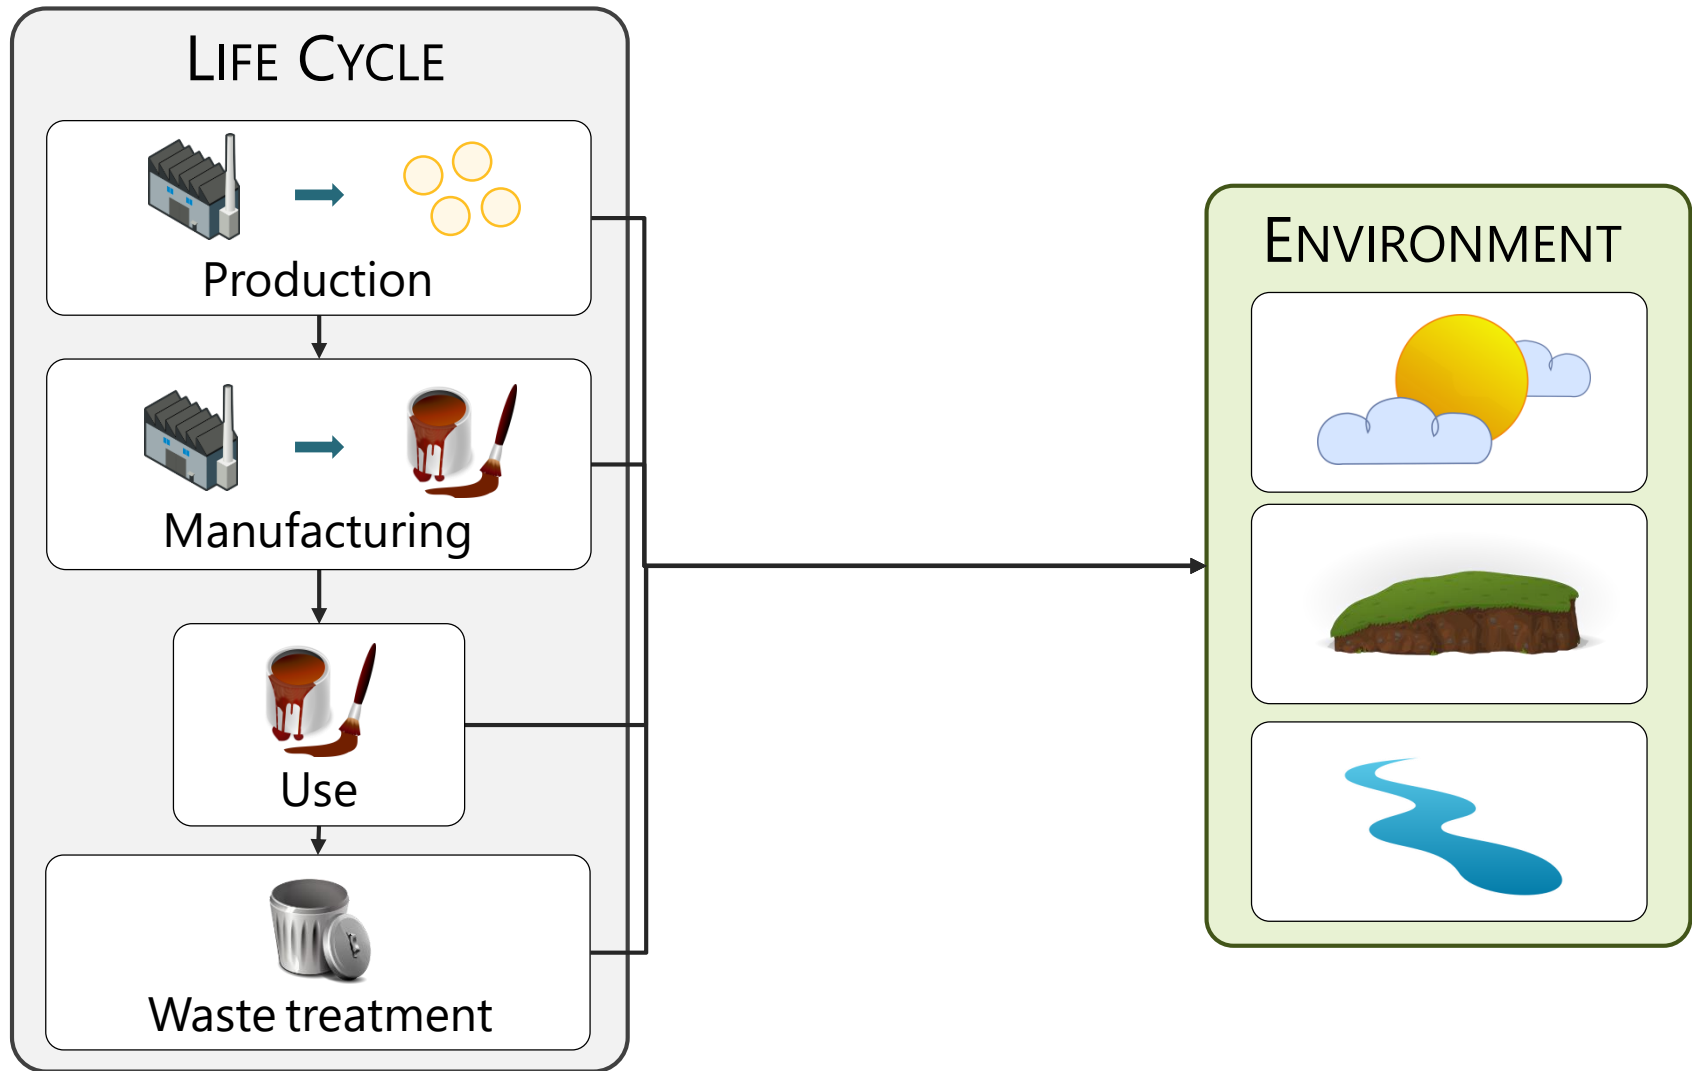 LIFE CYCLE
Production
Manufacturing
Use
Waste treatment
ENVIRONMENT